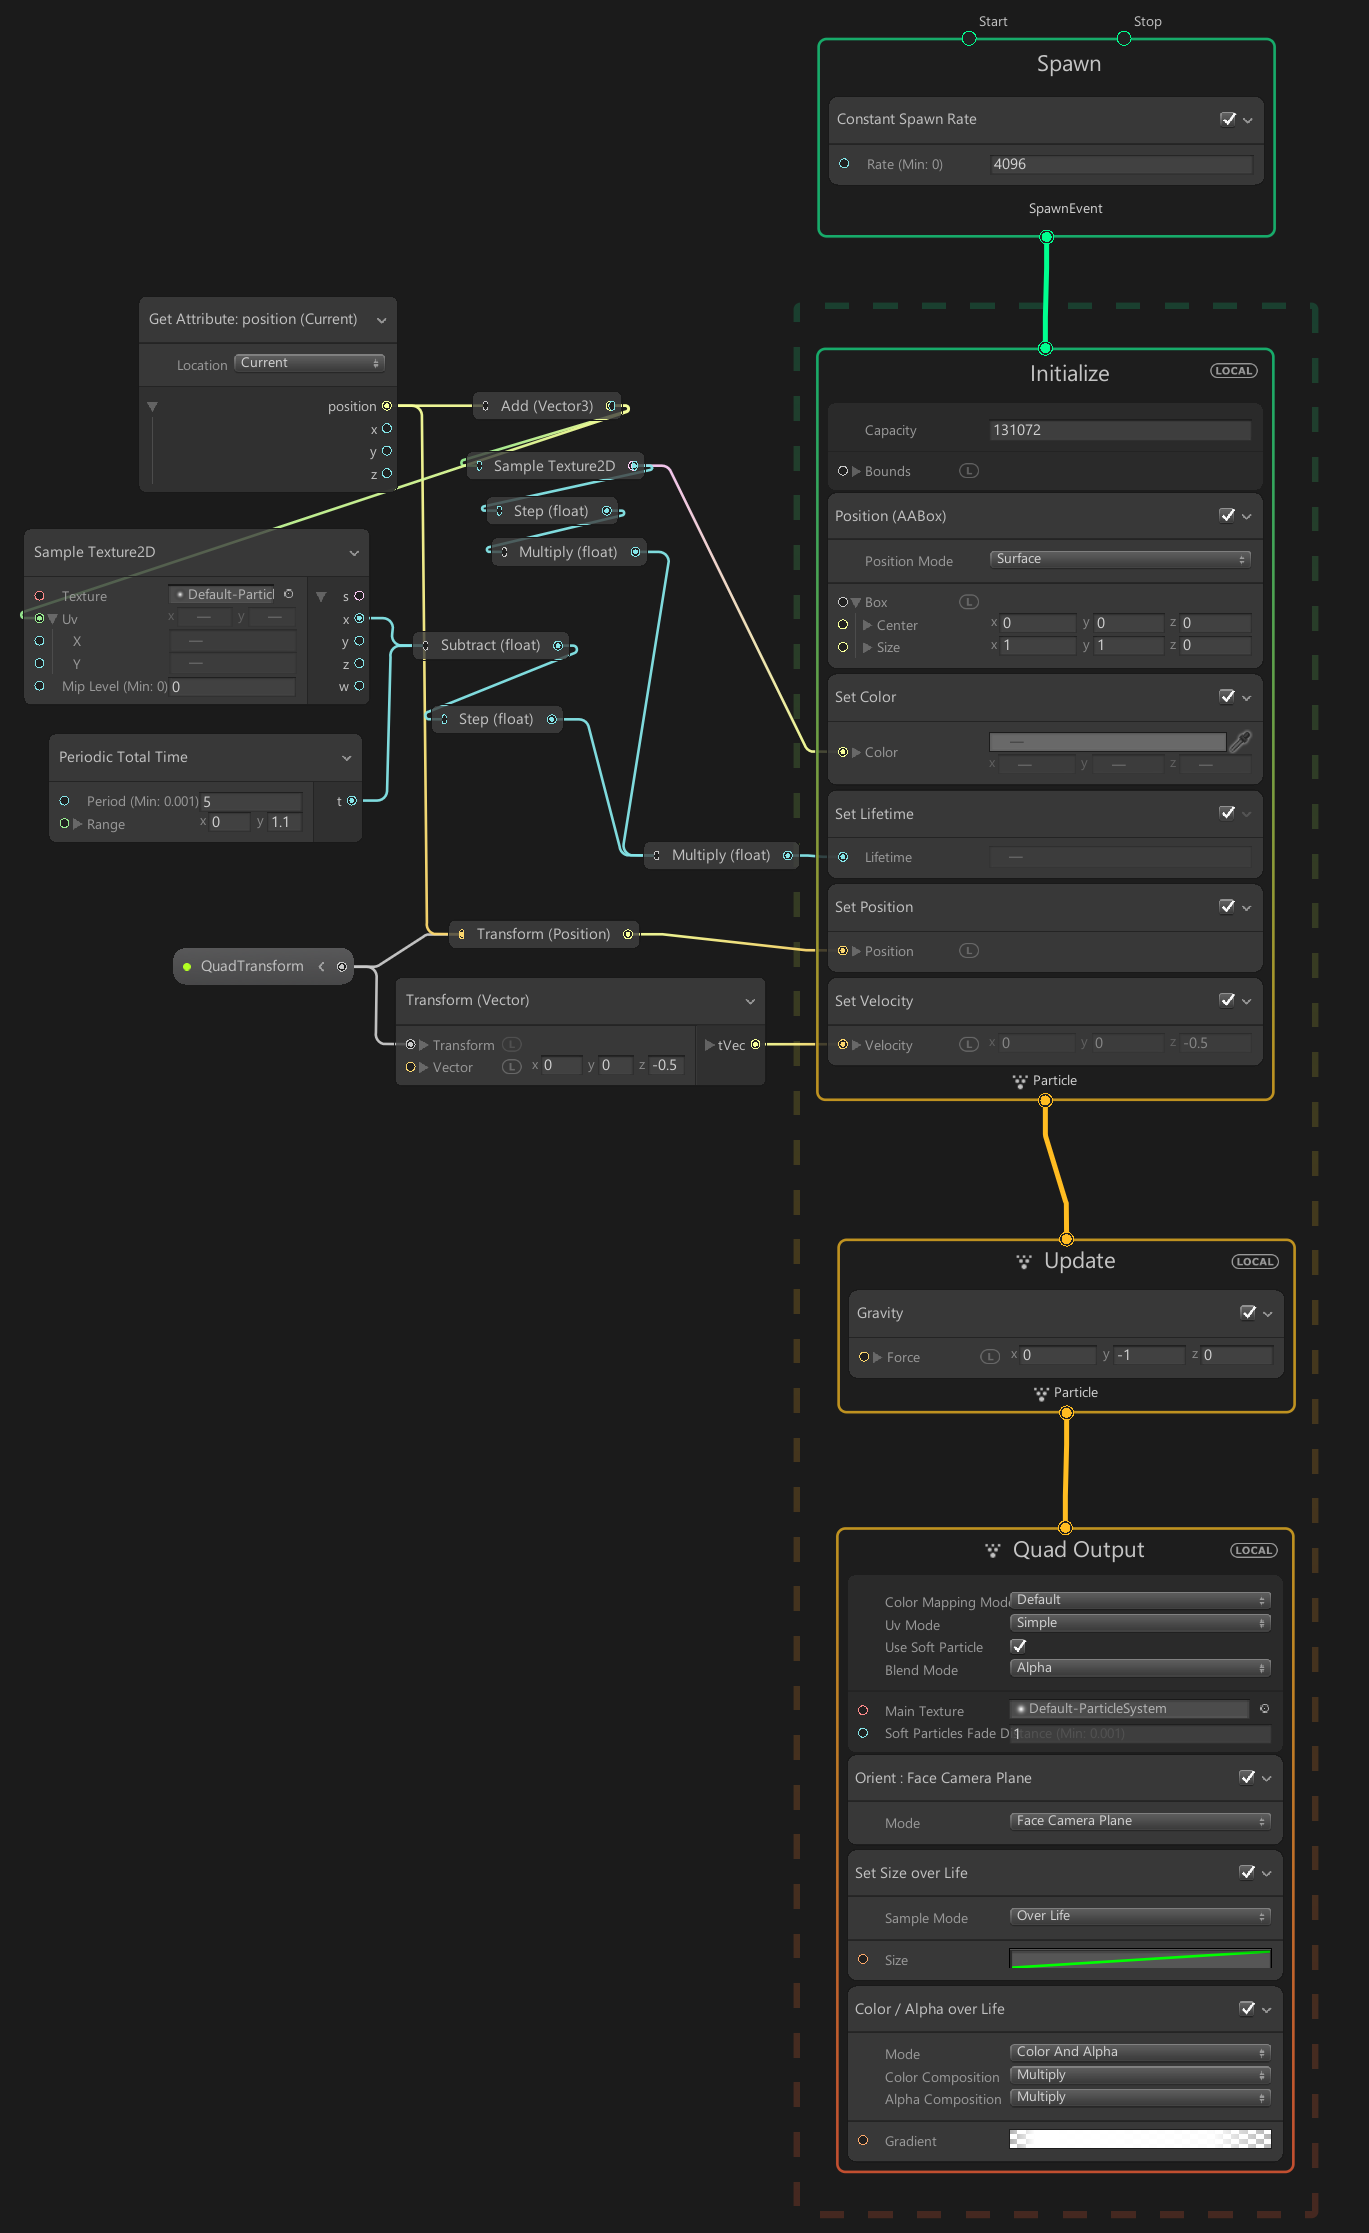 Start
Stop
Spawn
Constant Spawn Rate
Rate (Min: 0) 4096
SpawnEvent
Get Attribute: position (Current)
Location Current
position
x
y
z
Add (Vector3)
Sample Texture2D
Step (float)
Multiply (float)
Sample Texture2D
Texture Default-Particl s
Uv x — y — x
X — y
Y — z
Mip Level (Min: 0) 0 w
Subtract (float)
Step (float)
Periodic Total Time
Period (Min: 0.001) 5 t
Range x 0 y 1.1
Multiply (float)
Transform (Position)
QuadTransform
Transform (Vector)
Transform L tVec
Vector L x 0 y 0 z -0.5
Initialize LOCAL
Capacity 131072
Bounds L
Position (AABox)
Position Mode Surface
Box L
Center x 0 y 0 z 0
Size x 1 y 1 z 0
Set Color
Color —
x — y — z —
Set Lifetime
Lifetime —
Set Position
Position L
Set Velocity
Velocity L x 0 y 0 z -0.5
Particle
Update LOCAL
Gravity
Force L x 0 y -1 z 0
Particle
Quad Output LOCAL
Color Mapping Mode Default
Uv Mode Simple
Use Soft Particle
Blend Mode Alpha
Main Texture Default-ParticleSystem
Soft Particles Fade D 1 tance (Min: 0.001)
Orient : Face Camera Plane
Mode Face Camera Plane
Set Size over Life
Sample Mode Over Life
Size
Color / Alpha over Life
Mode Color And Alpha
Color Composition Multiply
Alpha Composition Multiply
Gradient